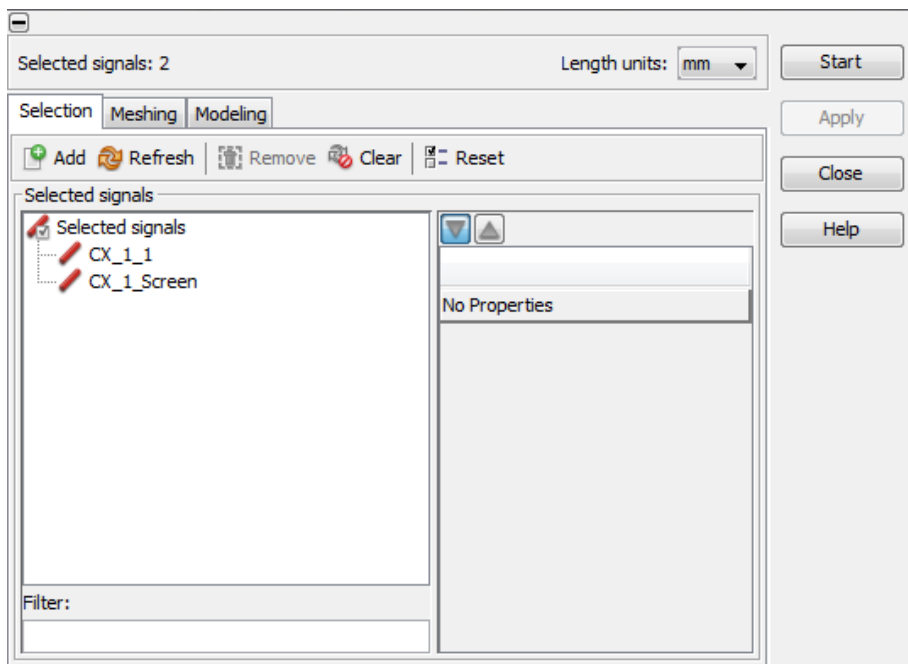 Selected signals: 2 Length units: mm Start
Selection Meshing Modeling Apply
Add Refresh Remove Clear Reset Close
Selected signals
Selected signals Help
CX_1_1
CX_1_Screen
No Properties
Filter: